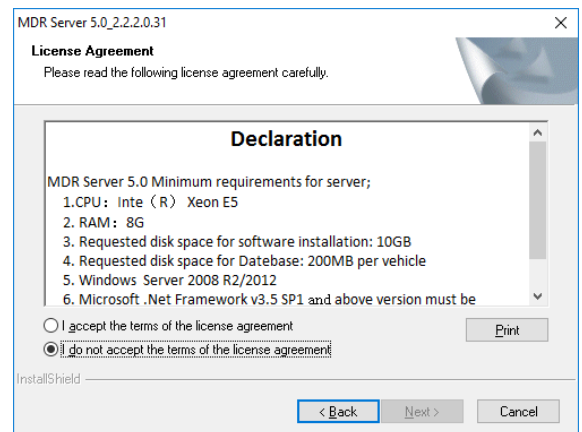 MDR Server 5.0_2.2.2.0.31
License Agreement
Please read the following license agreement carefully.
Declaration
MDR Server 5.0 Minimum requirements for server;
1.CPU：Inte（R） Xeon E5
2. RAM：8G
3. Requested disk space for software installation: 10GB
4. Requested disk space for Datebase: 200MB per vehicle
5. Windows Server 2008 R2/2012
6. Microsoft .Net Framework v3.5 SP1 and above version must be
I accept the terms of the license agreement
Print
I do not accept the terms of the license agreement
InstallShield
< Back
Next >
Cancel